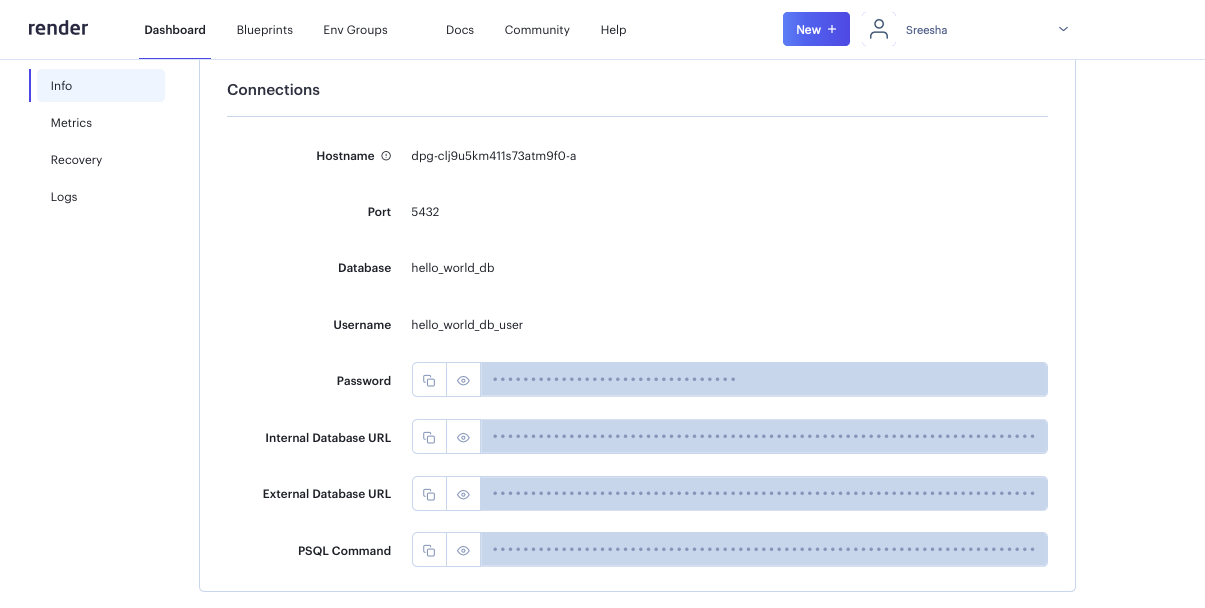 render Dashboard Blueprints Env Groups Docs Community Help New + Sreesha
Info
Metrics
Recovery
Logs
Connections
Hostname dpg-clj9u5km411s73atm9f0-a
Port 5432
Database hello_world_db
Username hello_world_db_user
Password
Internal Database URL
External Database URL
PSQL Command